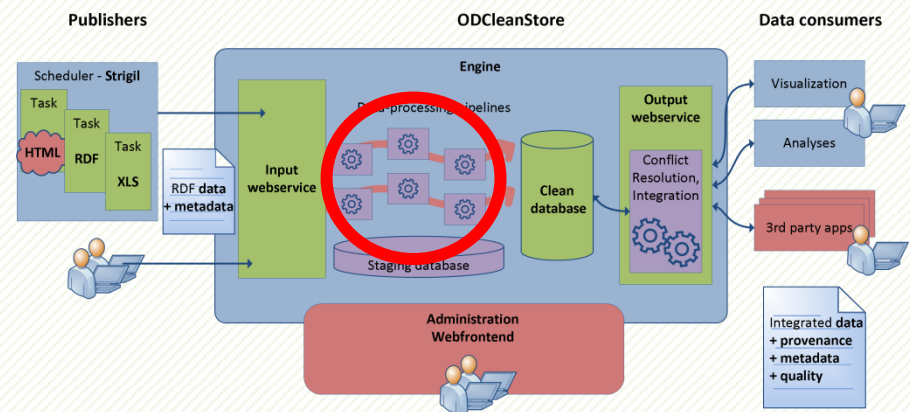 Publishers
ODCleanStore
Data consumers
Scheduler - Strigil
Task
HTML
Task
RDF
Task
XLS
RDF data
+ metadata
Engine
Input
webservice
Data-processing pipelines
Staging database
Clean
database
Output
webservice
Conflict
Resolution,
Integration
Administration
Webfrontend
Visualization
Analyses
3rd party apps
Integrated data
+ provenance
+ metadata
+ quality